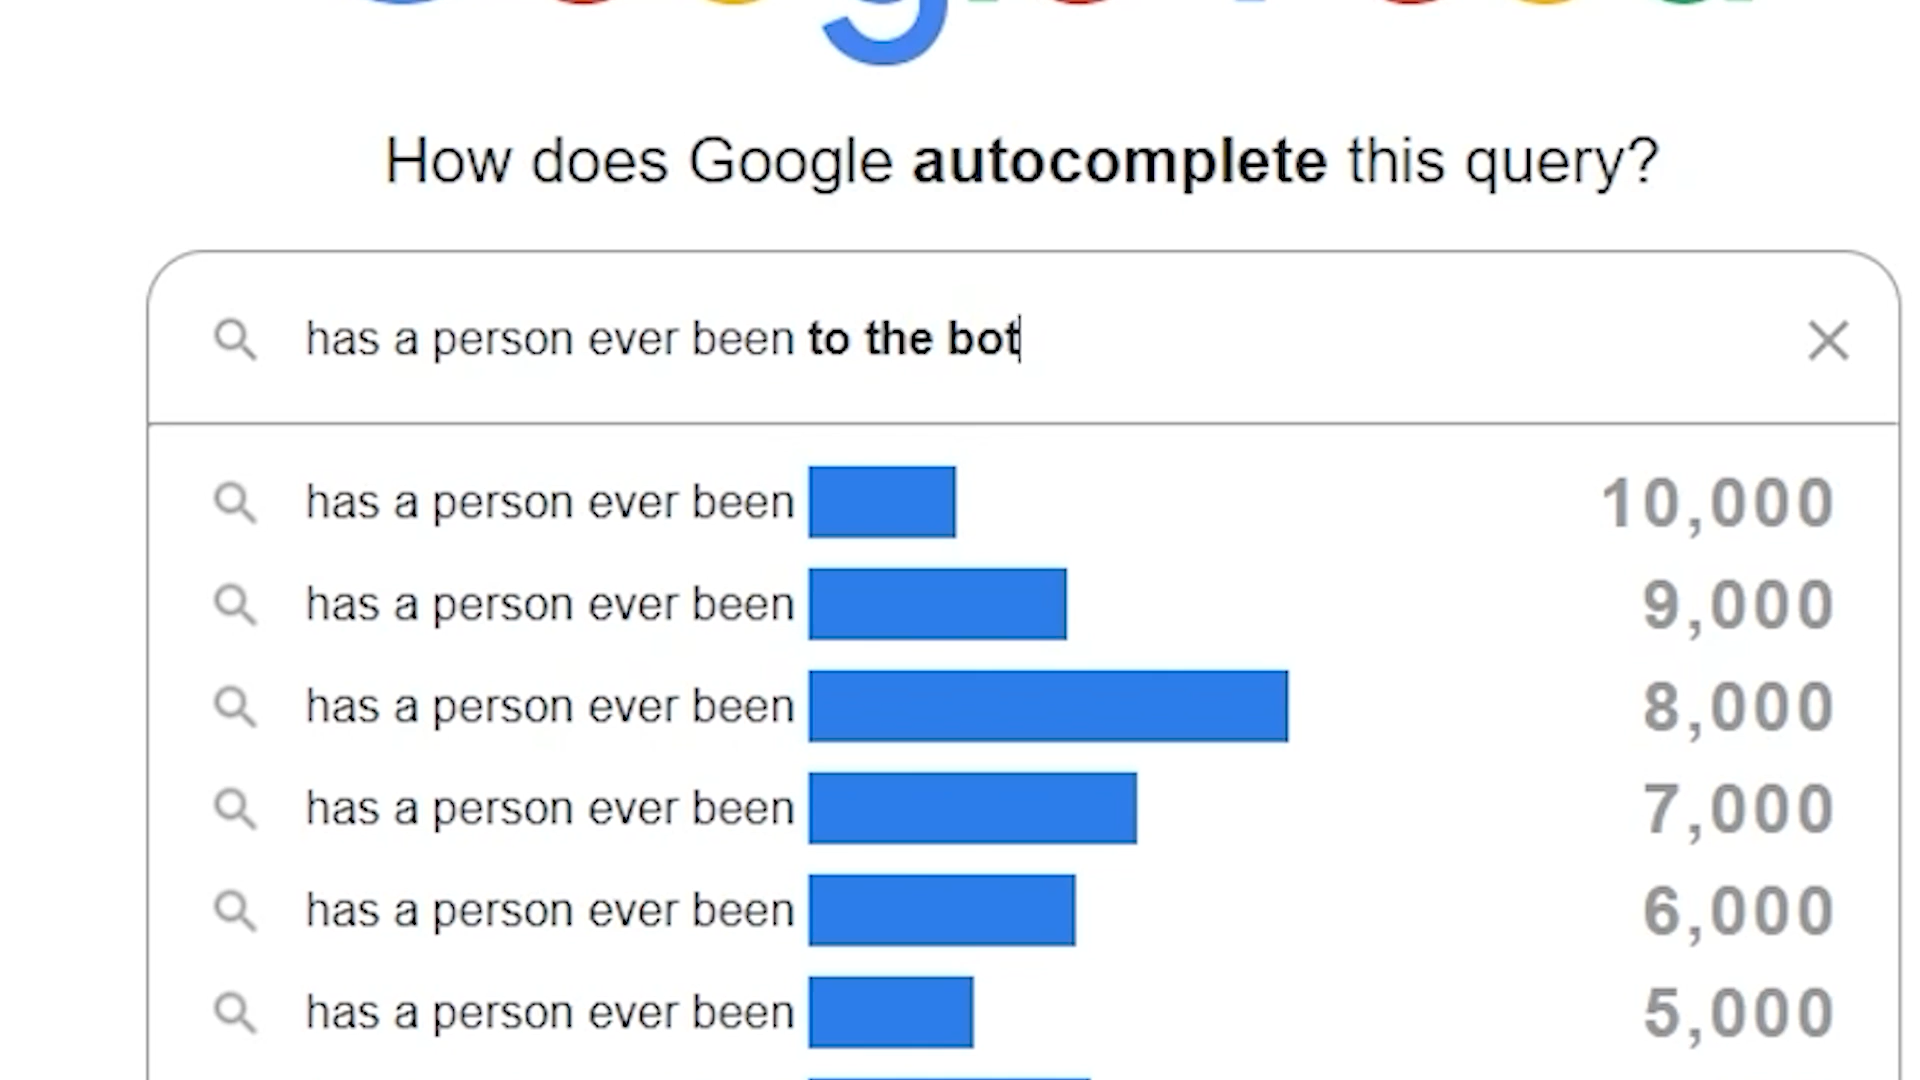 How does Google autocomplete this query?
has a person ever been to the bot
has a person ever been 10,000
has a person ever been 9,000
has a person ever been 8,000
has a person ever been 7,000
has a person ever been 6,000
has a person ever been 5,000